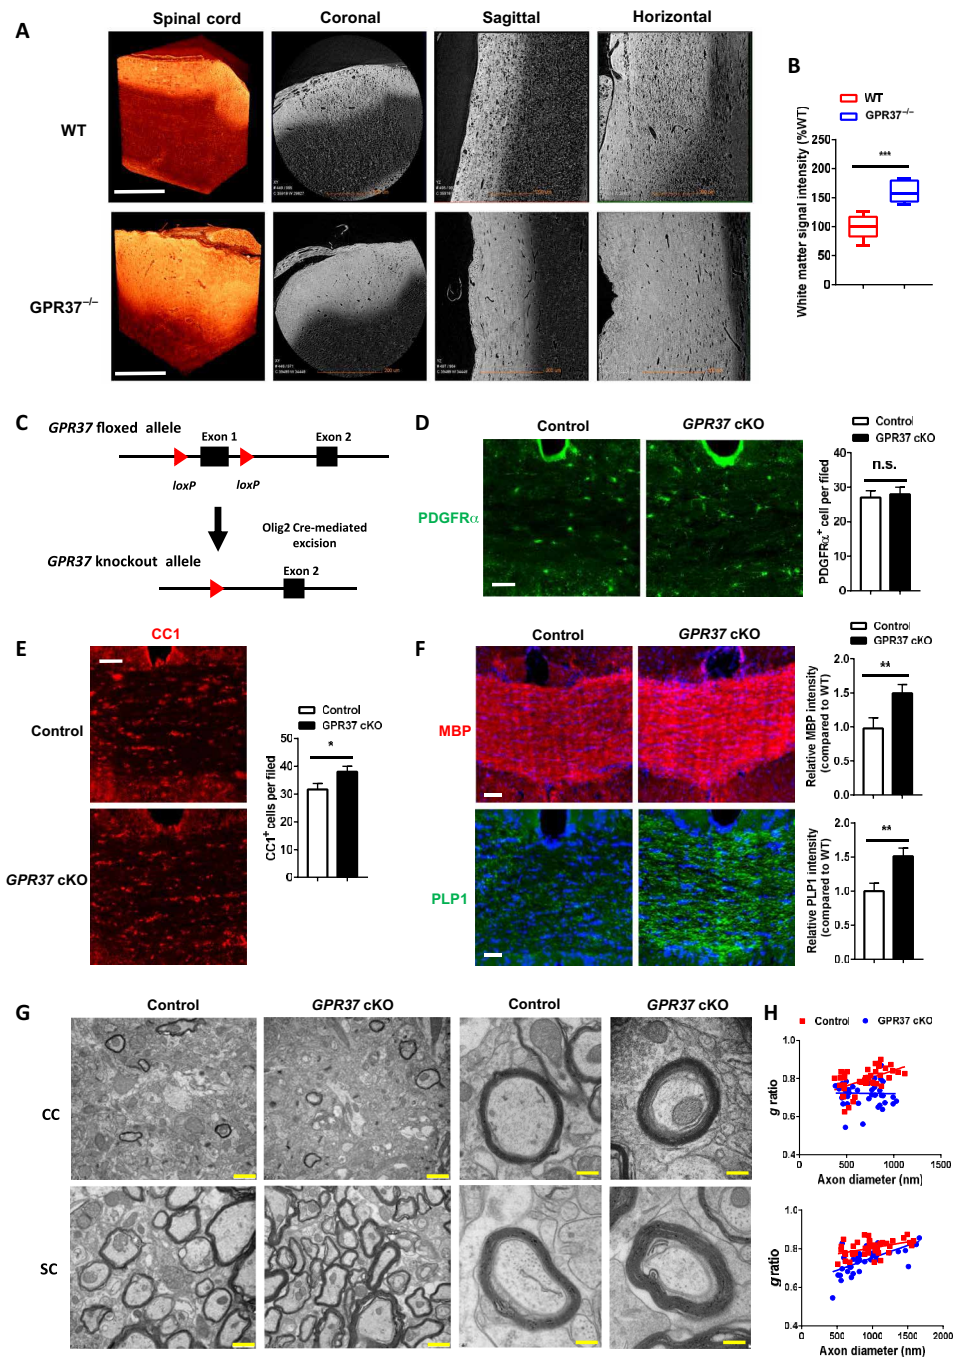 A
Spinal cord
Coronal
Sagittal
Horizontal
WT
GPR37–/–
B
WT
GPR37–/–
White matter signal intensity (%WT)
250
200
150
100
50
0
***
C
GPR37 floxed allele
Exon 1
Exon 2
loxP
loxP
Olig2 Cre-mediated
excision
GPR37 knockout allele
Exon 2
D
Control
GPR37 cKO
PDGFRα
Control
GPR37 cKO
PDGFRα+ cell per filed
40
30
20
10
0
n.s.
E
CC1
Control
GPR37 cKO
Control
GPR37 cKO
CC1+ cells per filed
50
40
30
20
10
0
*
F
Control
GPR37 cKO
MBP
PLP1
Control
GPR37 cKO
Relative MBP intensity
(compared to WT)
2.0
1.5
1.0
0.5
0.0
**
Relative PLP1 intensity
(compared to WT)
2.0
1.5
1.0
0.5
0.0
**
G
Control
GPR37 cKO
Control
GPR37 cKO
CC
SC
H
Control
GPR37 cKO
g ratio
1.0
0.8
0.6
0.4
0
500
1000
1500
Axon diameter (nm)
g ratio
1.0
0.8
0.6
0.4
0
500
1000
1500
2000
Axon diameter (nm)